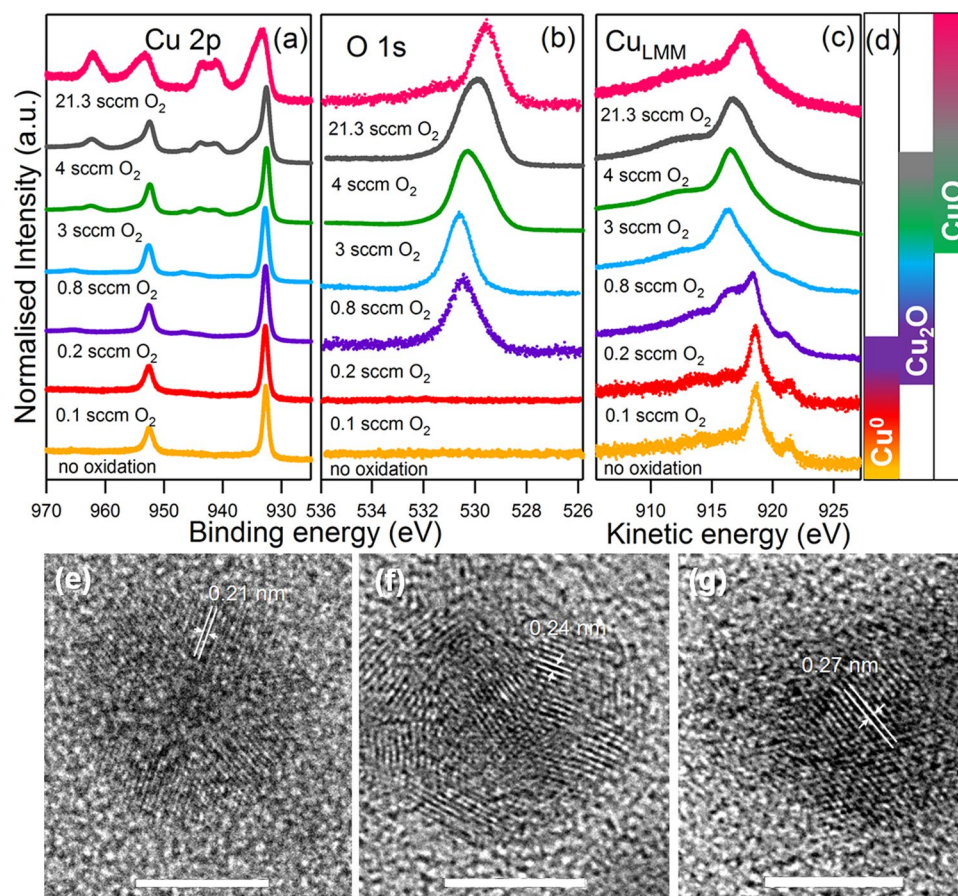 Normalised Intensity (a.u.)
Cu 2p (a)
21.3 sccm O₂
4 sccm O₂
3 sccm O₂
0.8 sccm O₂
0.2 sccm O₂
0.1 sccm O₂
no oxidation
970 960 950 940 930
O 1s (b)
21.3 sccm O₂
4 sccm O₂
3 sccm O₂
0.8 sccm O₂
0.2 sccm O₂
0.1 sccm O₂
no oxidation
536 534 532 530 528 526
Binding energy (eV)
Cu_LMM (c)
21.3 sccm O₂
4 sccm O₂
3 sccm O₂
0.8 sccm O₂
0.2 sccm O₂
0.1 sccm O₂
no oxidation
910 915 920 925
Kinetic energy (eV)
(d)
Cu⁰
Cu₂O
CuO
(e)
0.21 nm
(f)
0.24 nm
(g)
0.27 nm